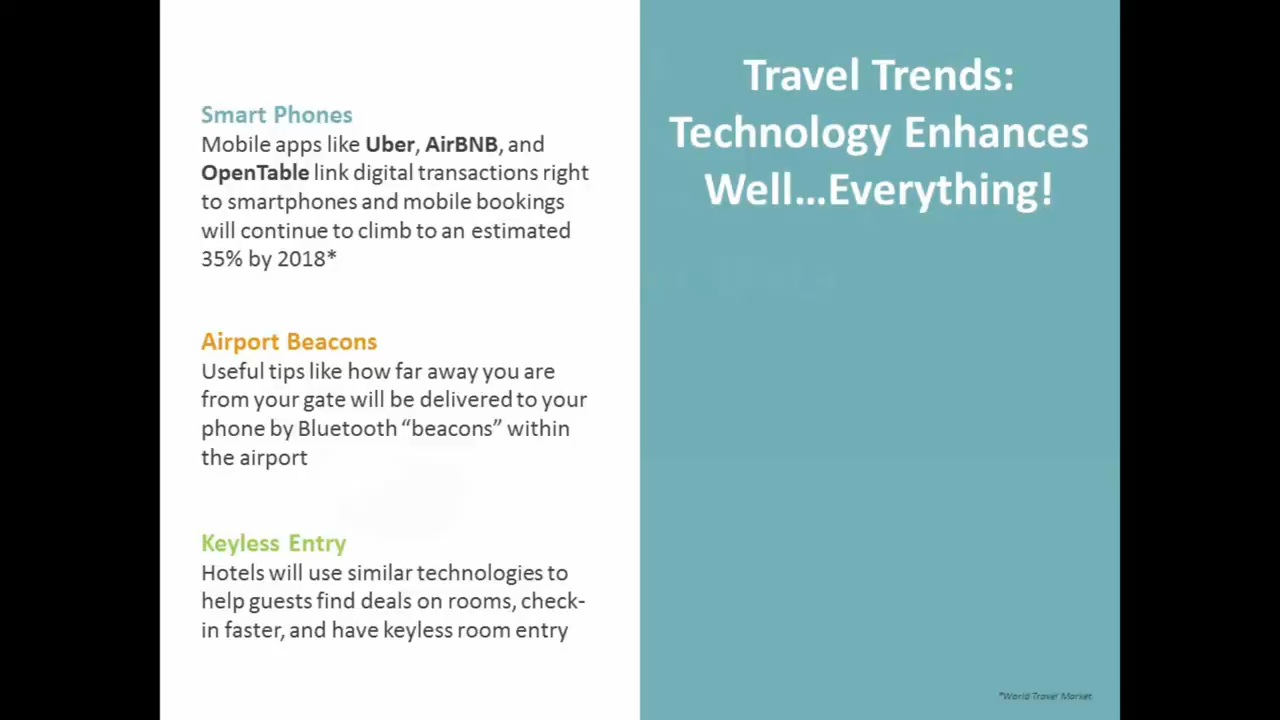 Travel Trends:
Technology Enhances
Well…Everything!
Smart Phones
Mobile apps like Uber, AirBNB, and
OpenTable link digital transactions right
to smartphones and mobile bookings
will continue to climb to an estimated
35% by 2018*
Airport Beacons
Useful tips like how far away you are
from your gate will be delivered to your
phone by Bluetooth “beacons” within
the airport
Keyless Entry
Hotels will use similar technologies to
help guests find deals on rooms, check-
in faster, and have keyless room entry
*World Travel Market